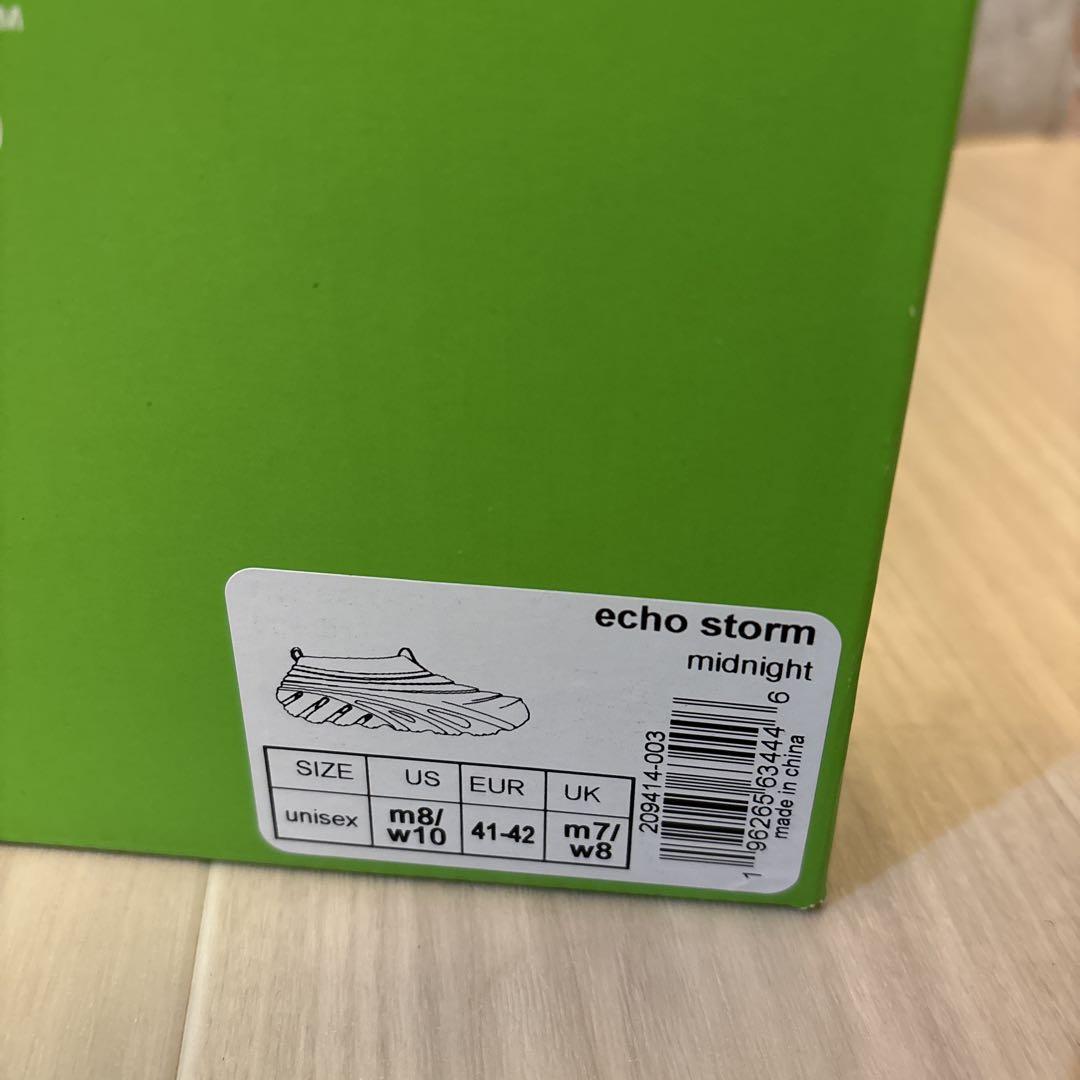 echo storm
midnight
SIZE US EUR UK
unisex m8/w10 41-42 m7/w8
209414-003
1 96265 63444 6
made in china